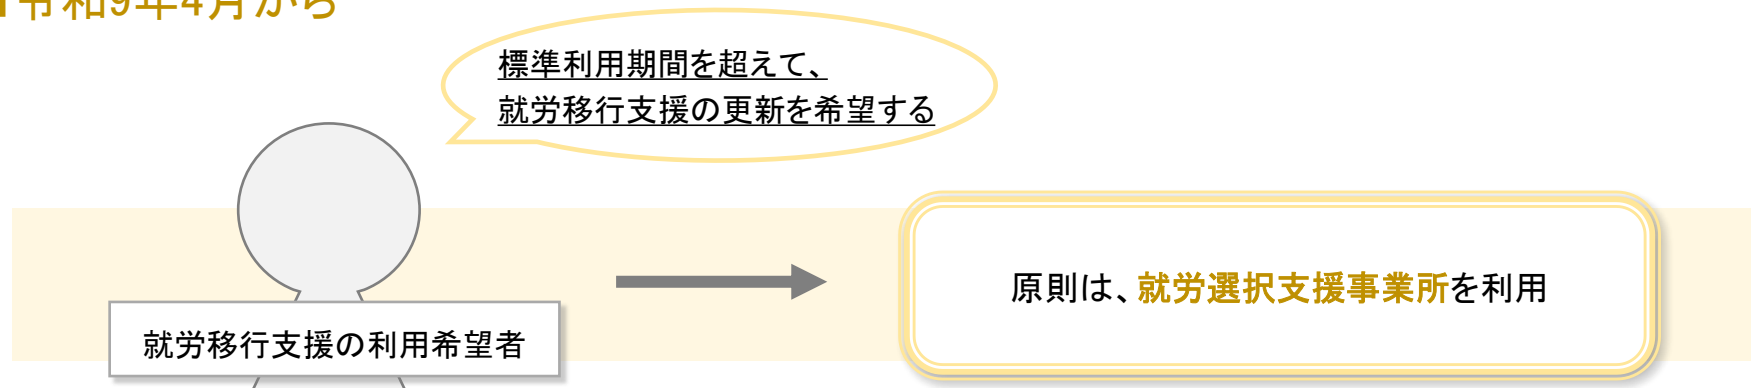 令和9年4月から
標準利用期間を超えて、
就労移行支援の更新を希望する
原則は、就労選択支援事業所を利用
就労移行支援の利用希望者